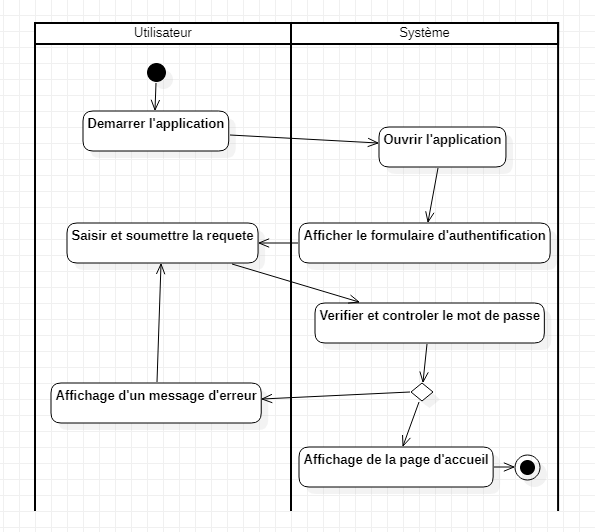 Utilisateur
Système
Demarrer l'application
Ouvrir l'application
Saisir et soumettre la requete
Afficher le formulaire d'authentification
Verifier et controler le mot de passe
Affichage d'un message d'erreur
Affichage de la page d'accueil